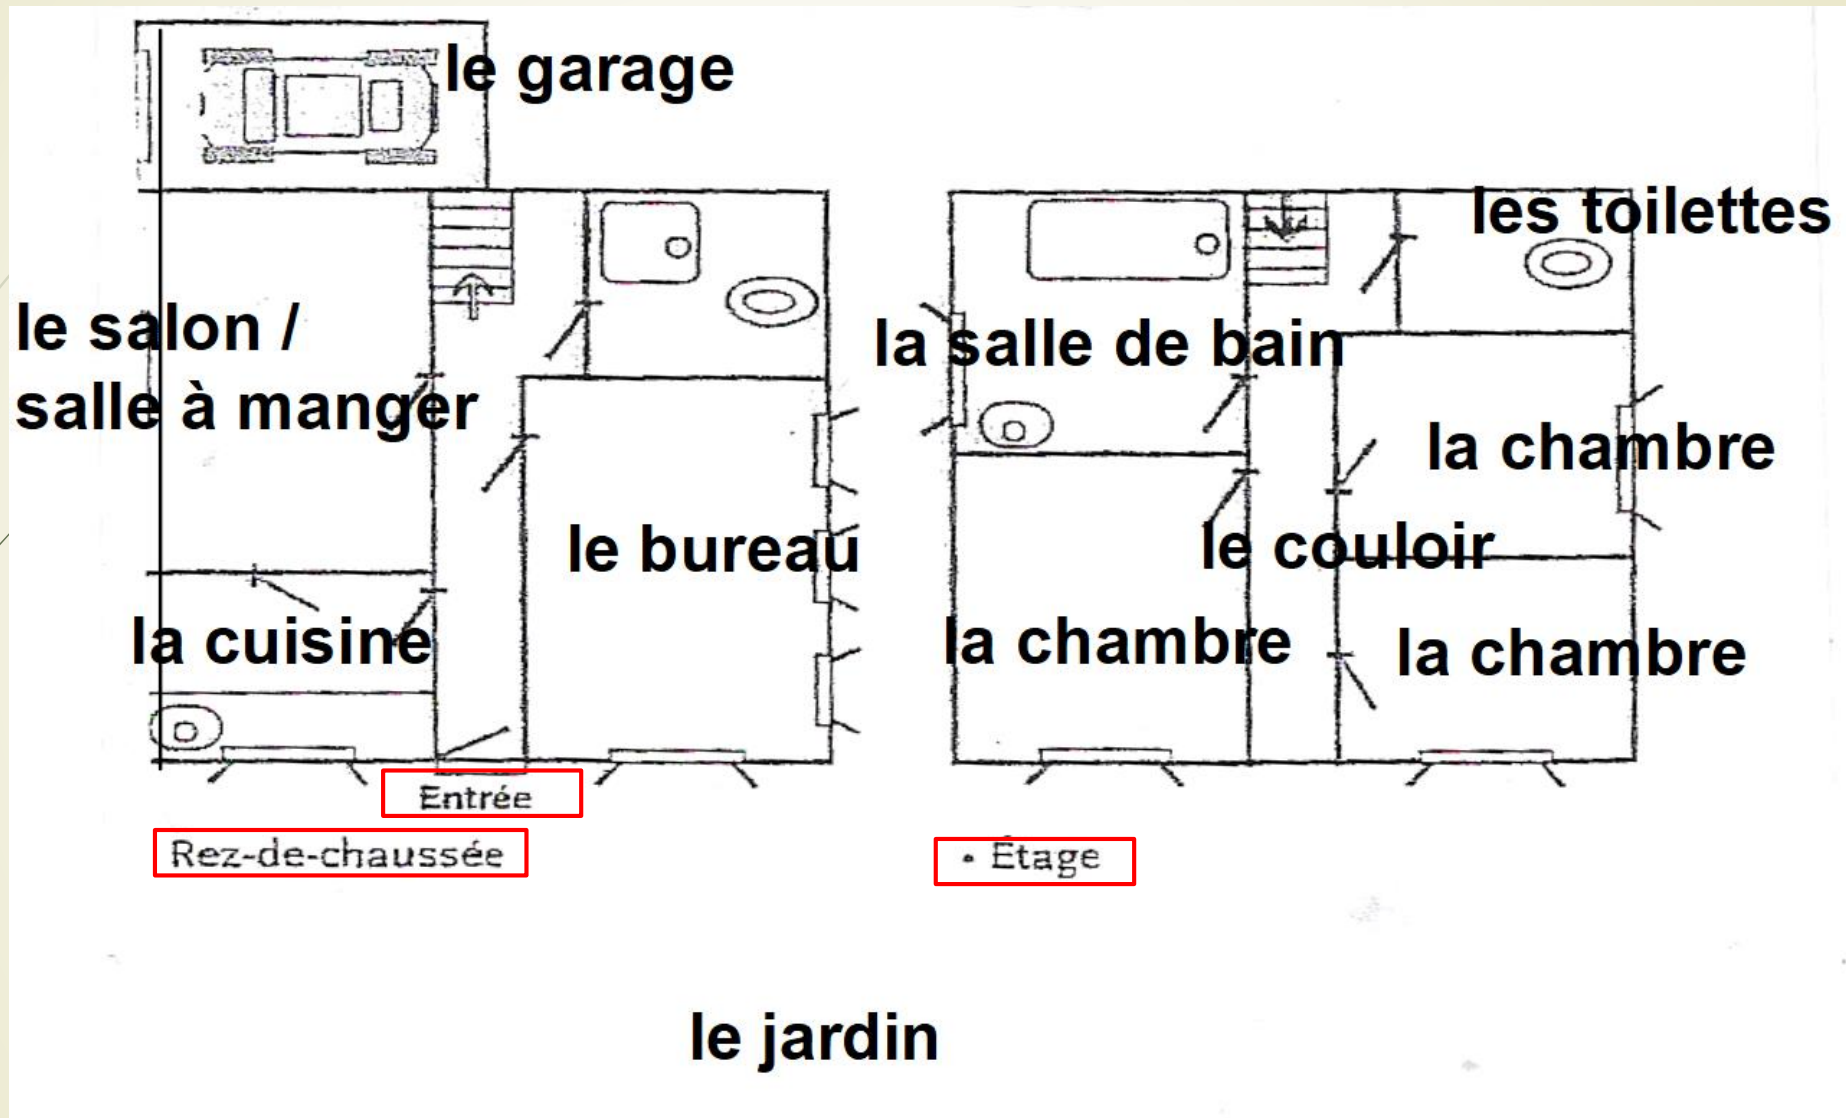 le garage
les toilettes
le salon /
salle à manger
la salle de bain
la chambre
le bureau
le couloir
la cuisine
la chambre
la chambre
Entrée
Rez-de-chaussée
• Étage
le jardin